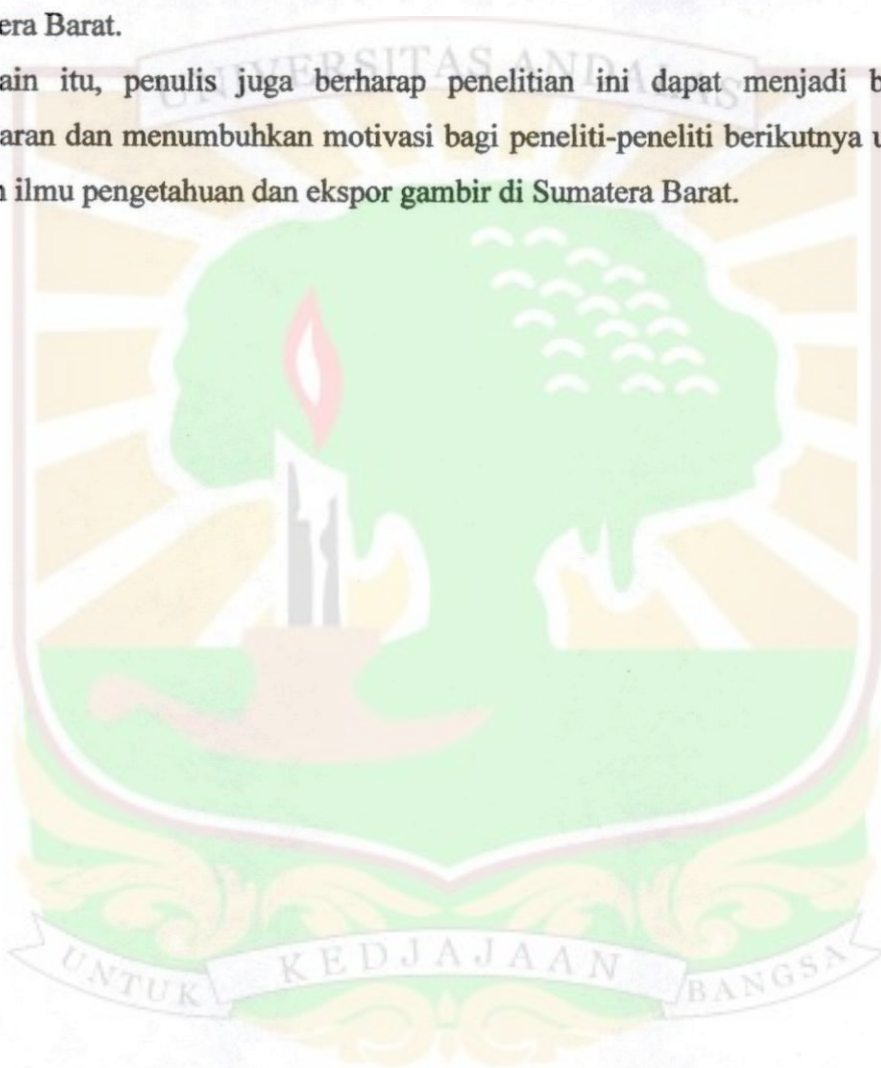 era Barat.
ain itu, penulis juga berharap penelitian ini dapat menjadi b
aran dan menumbuhkan motivasi bagi peneliti-peneliti berikutnya u
n ilmu pengetahuan dan ekspor gambir di Sumatera Barat.
UNIVERSITAS ANDALAS
UNTUK KEDJAJAAN BANGSA